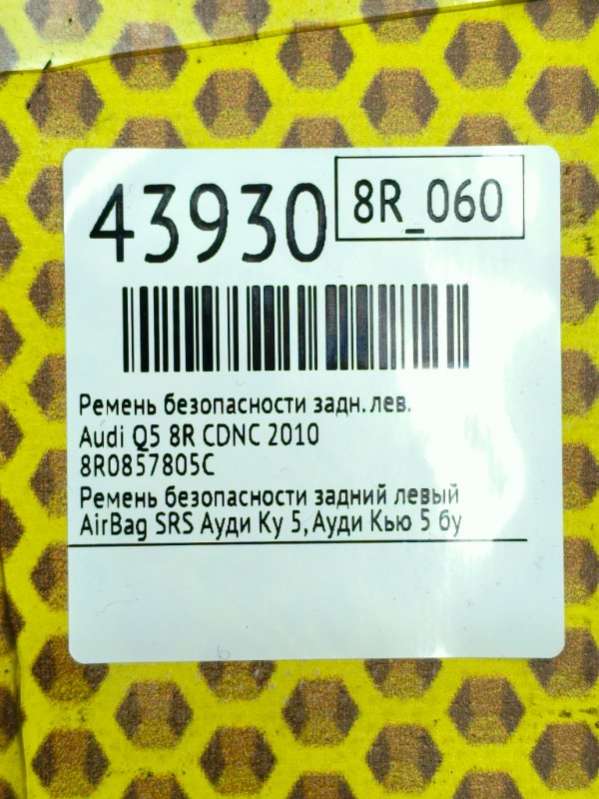 43930
8R_060
Ремень безопасности задн. лев.
Audi Q5 8R CDNC 2010
8R0857805C
Ремень безопасности задний левый
AirBag SRS Ауди Ку 5, Ауди Кью 5 бу